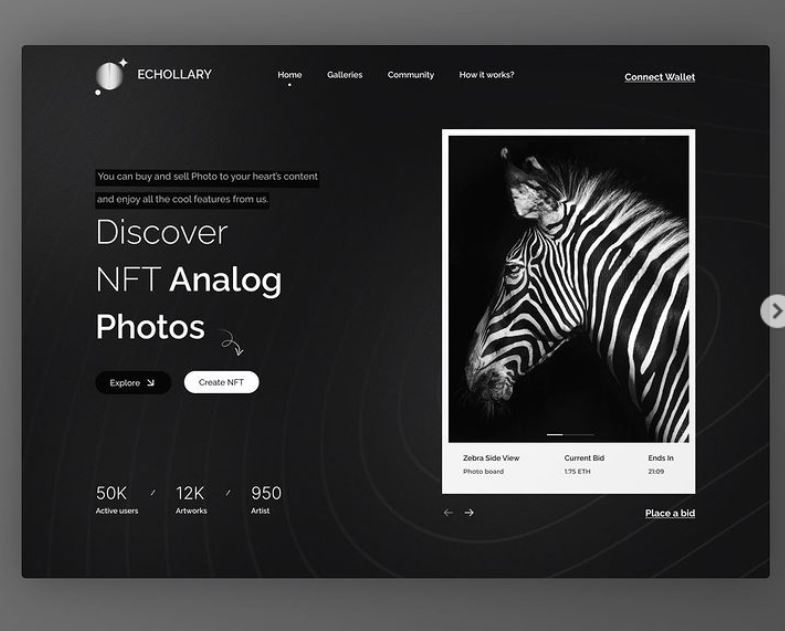 ECHOLLARY
Home Galleries Community How it works?
Connect Wallet
You can buy and sell Photo to your heart's content
and enjoy all the cool features from us.
Discover
NFT Analog
Photos
Explore
Create NFT
50K / 12K / 950
Active users Artworks Artist
Zebra Side View Current Bid Ends In
Photo board 1.75 ETH 21:09
Place a bid